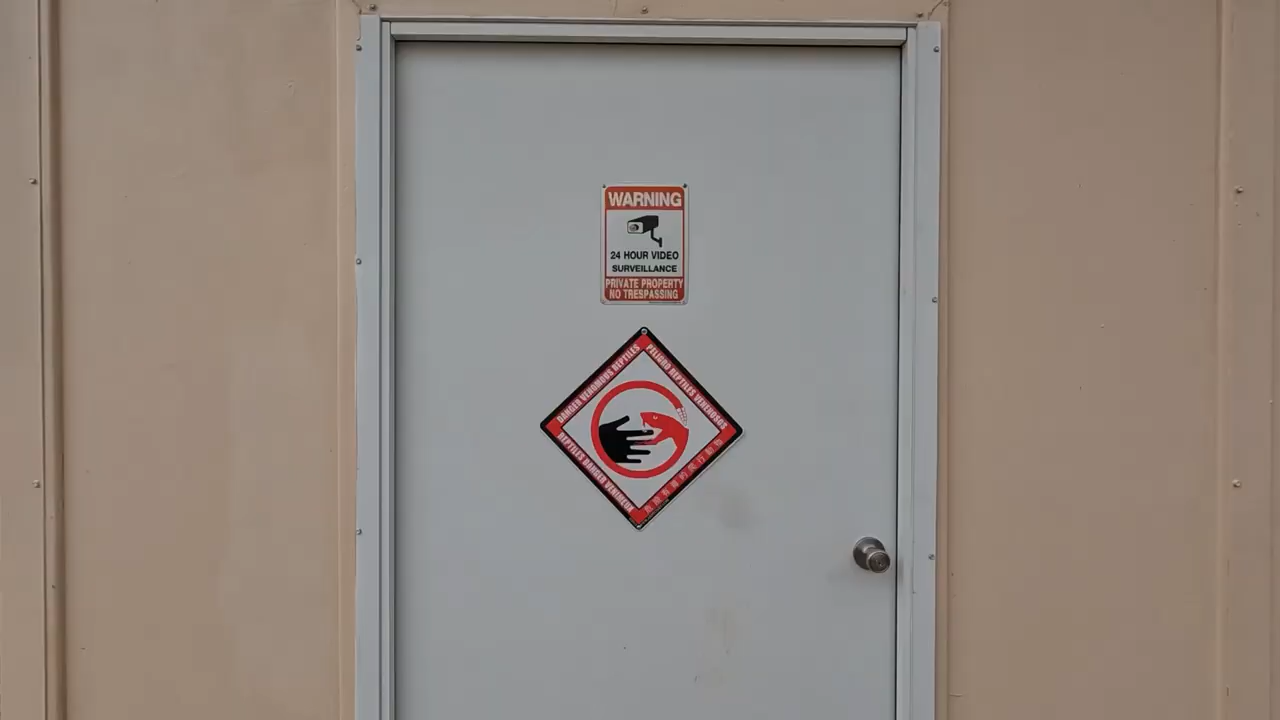 WARNING
24 HOUR VIDEO
SURVEILLANCE
PRIVATE PROPERTY
NO TRESPASSING
DANGER VENOMOUS REPTILES
PELIGRO REPTILES VENENOSOS
REPTILES DANGER VENIMEUX